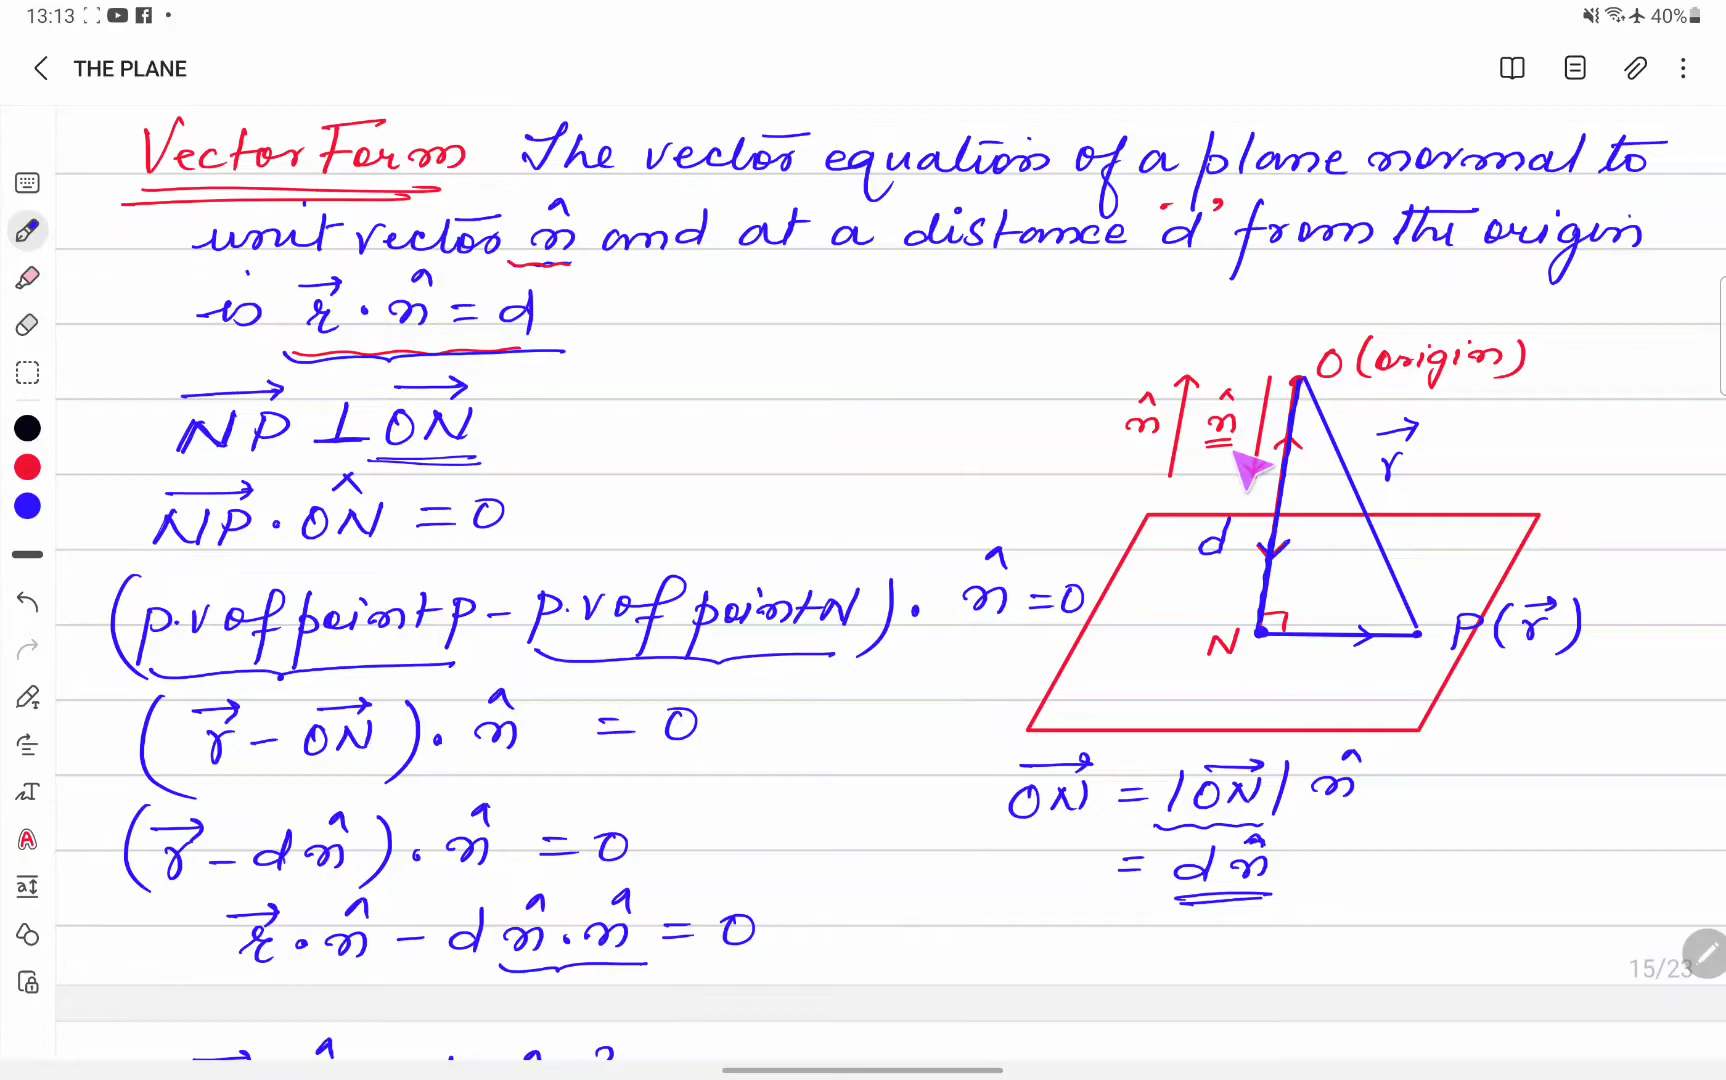 13:13
40%
THE PLANE
Vector Form The vector equation of a plane normal to
unit vector n̂ and at a distance 'd' from the origin
is r⃗ · n̂ = d
NP⃗ ⊥ ON⃗
NP⃗ · ON̂ = 0
(p.v of point P - p.v of point N) · n̂ = 0
(r⃗ - ON⃗) · n̂ = 0
(r⃗ - d n̂) · n̂ = 0
r⃗ · n̂ - d n̂ · n̂ = 0
O (origin)
n̂ n̂
r⃗
d
N P(r⃗)
ON⃗ = |ON⃗| n̂
= d n̂
15/23